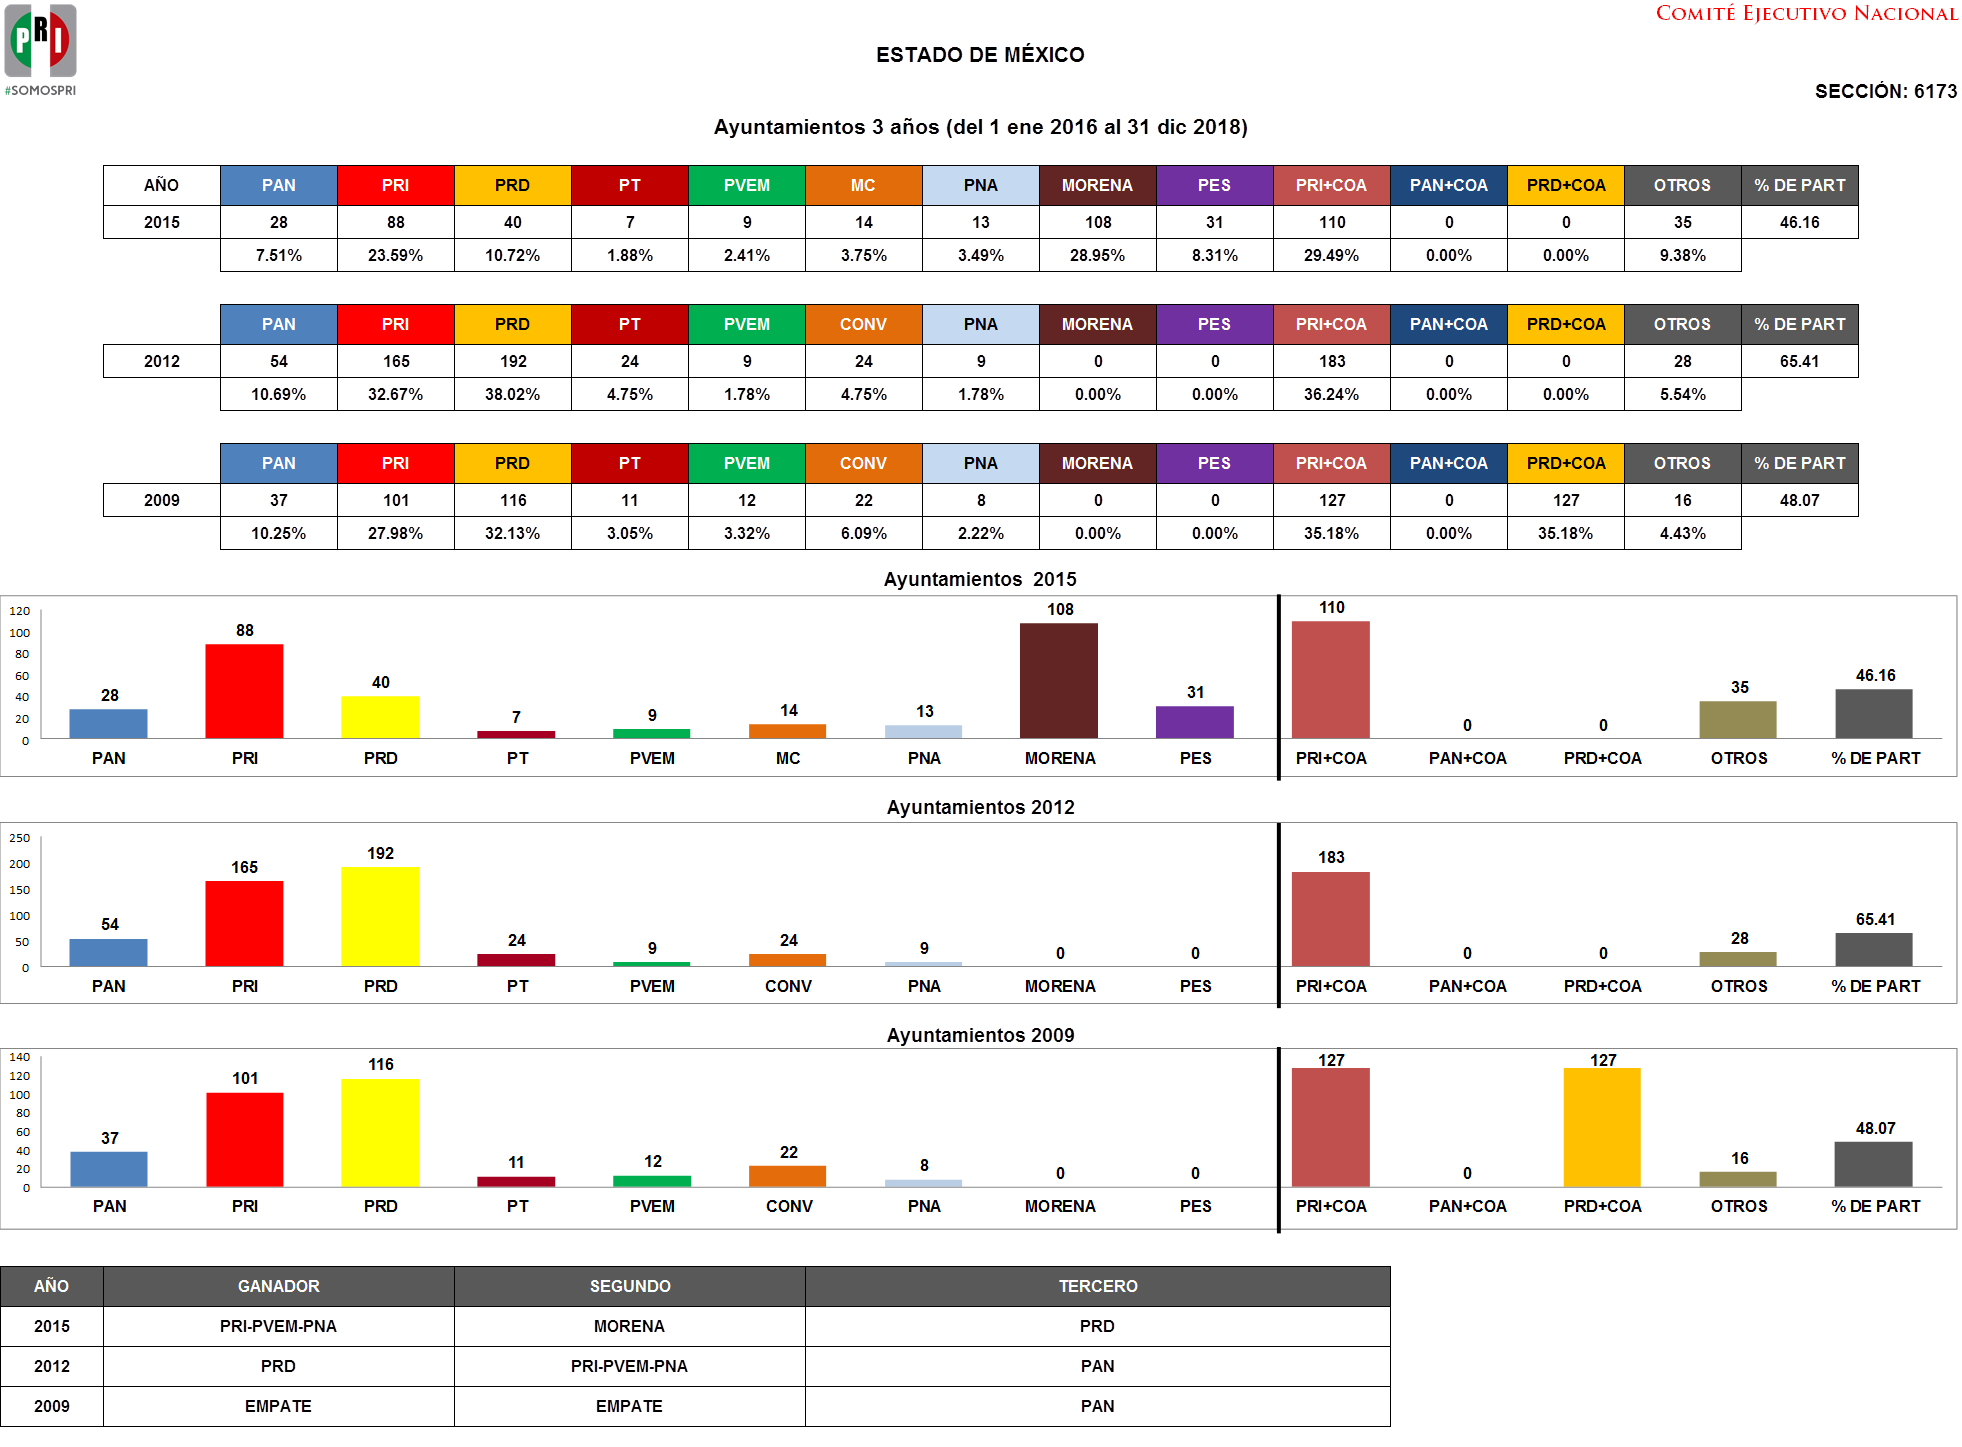 PRI
#SOMOSPRI
COMITÉ EJECUTIVO NACIONAL
ESTADO DE MÉXICO
SECCIÓN: 6173
Ayuntamientos 3 años (del 1 ene 2016 al 31 dic 2018)
AÑO PAN PRI PRD PT PVEM MC PNA MORENA PES PRI+COA PAN+COA PRD+COA OTROS % DE PART
2015 28 88 40 7 9 14 13 108 31 110 0 0 35 46.16
7.51% 23.59% 10.72% 1.88% 2.41% 3.75% 3.49% 28.95% 8.31% 29.49% 0.00% 0.00% 9.38%
PAN PRI PRD PT PVEM CONV PNA MORENA PES PRI+COA PAN+COA PRD+COA OTROS % DE PART
2012 54 165 192 24 9 24 9 0 0 183 0 0 28 65.41
10.69% 32.67% 38.02% 4.75% 1.78% 4.75% 1.78% 0.00% 0.00% 36.24% 0.00% 0.00% 5.54%
PAN PRI PRD PT PVEM CONV PNA MORENA PES PRI+COA PAN+COA PRD+COA OTROS % DE PART
2009 37 101 116 11 12 22 8 0 0 127 0 127 16 48.07
10.25% 27.98% 32.13% 3.05% 3.32% 6.09% 2.22% 0.00% 0.00% 35.18% 0.00% 35.18% 4.43%
Ayuntamientos 2015
120
100
80
60
40
20
0
28 88 40 7 9 14 13 108 31 110 0 0 35 46.16
PAN PRI PRD PT PVEM MC PNA MORENA PES PRI+COA PAN+COA PRD+COA OTROS % DE PART
Ayuntamientos 2012
250
200
150
100
50
0
54 165 192 24 9 24 9 0 0 183 0 0 28 65.41
PAN PRI PRD PT PVEM CONV PNA MORENA PES PRI+COA PAN+COA PRD+COA OTROS % DE PART
Ayuntamientos 2009
140
120
100
80
60
40
20
0
37 101 116 11 12 22 8 0 0 127 0 127 16 48.07
PAN PRI PRD PT PVEM CONV PNA MORENA PES PRI+COA PAN+COA PRD+COA OTROS % DE PART
AÑO GANADOR SEGUNDO TERCERO
2015 PRI-PVEM-PNA MORENA PRD
2012 PRD PRI-PVEM-PNA PAN
2009 EMPATE EMPATE PAN